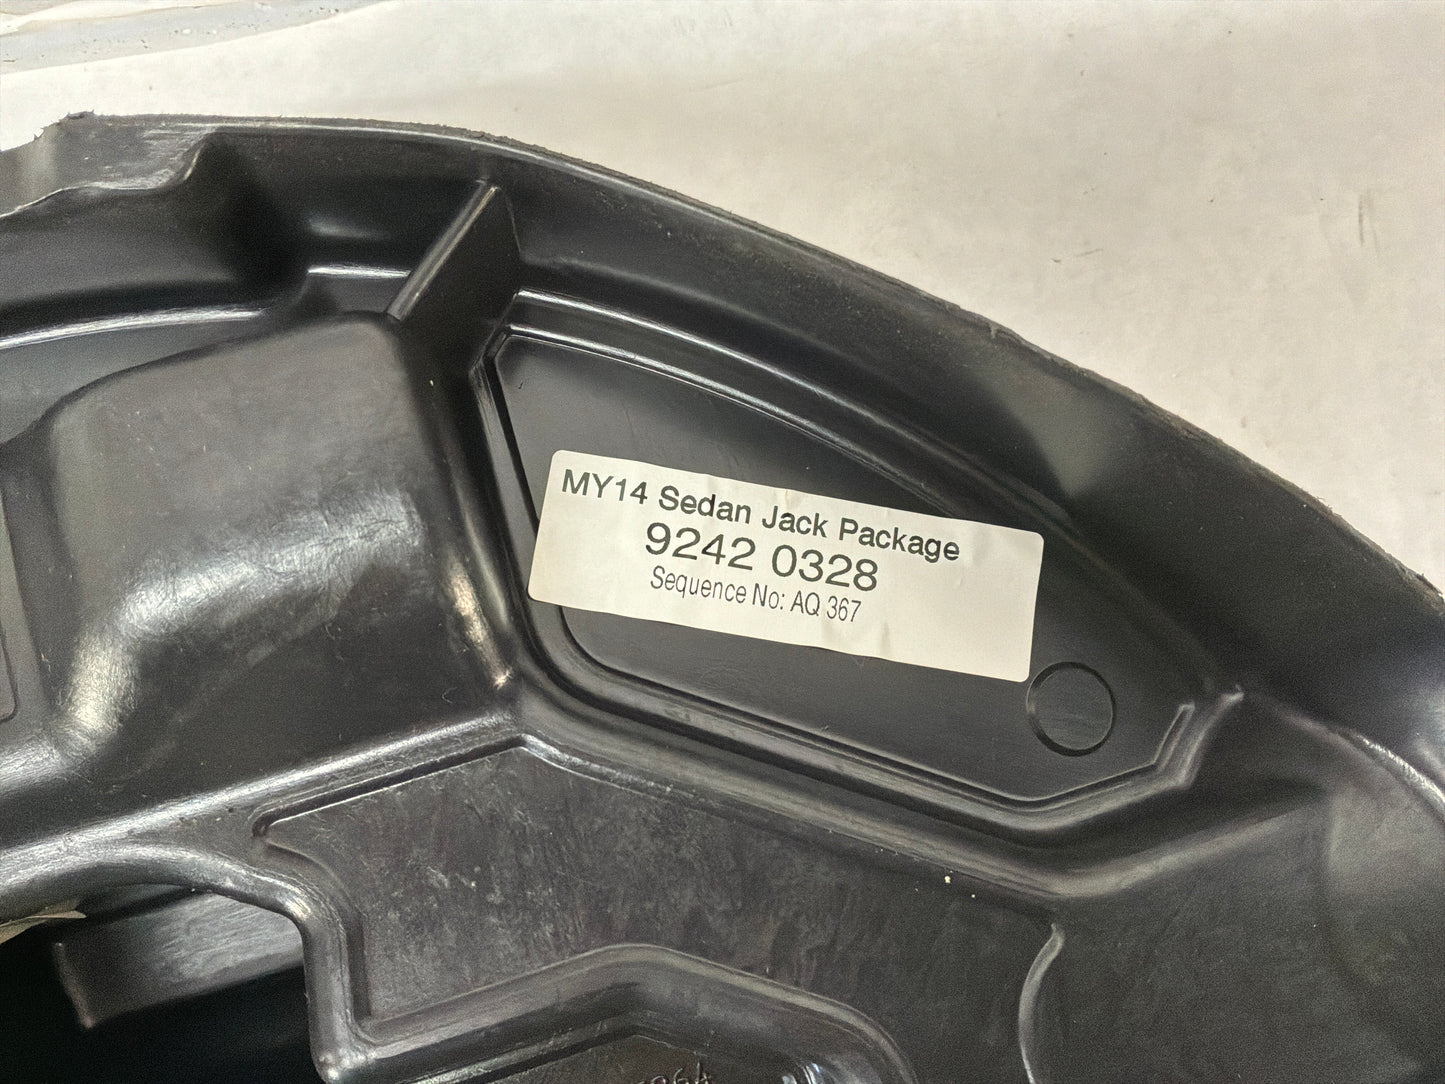 MY14 Sedan Jack Package
9242 0328
Sequence No: AQ 367